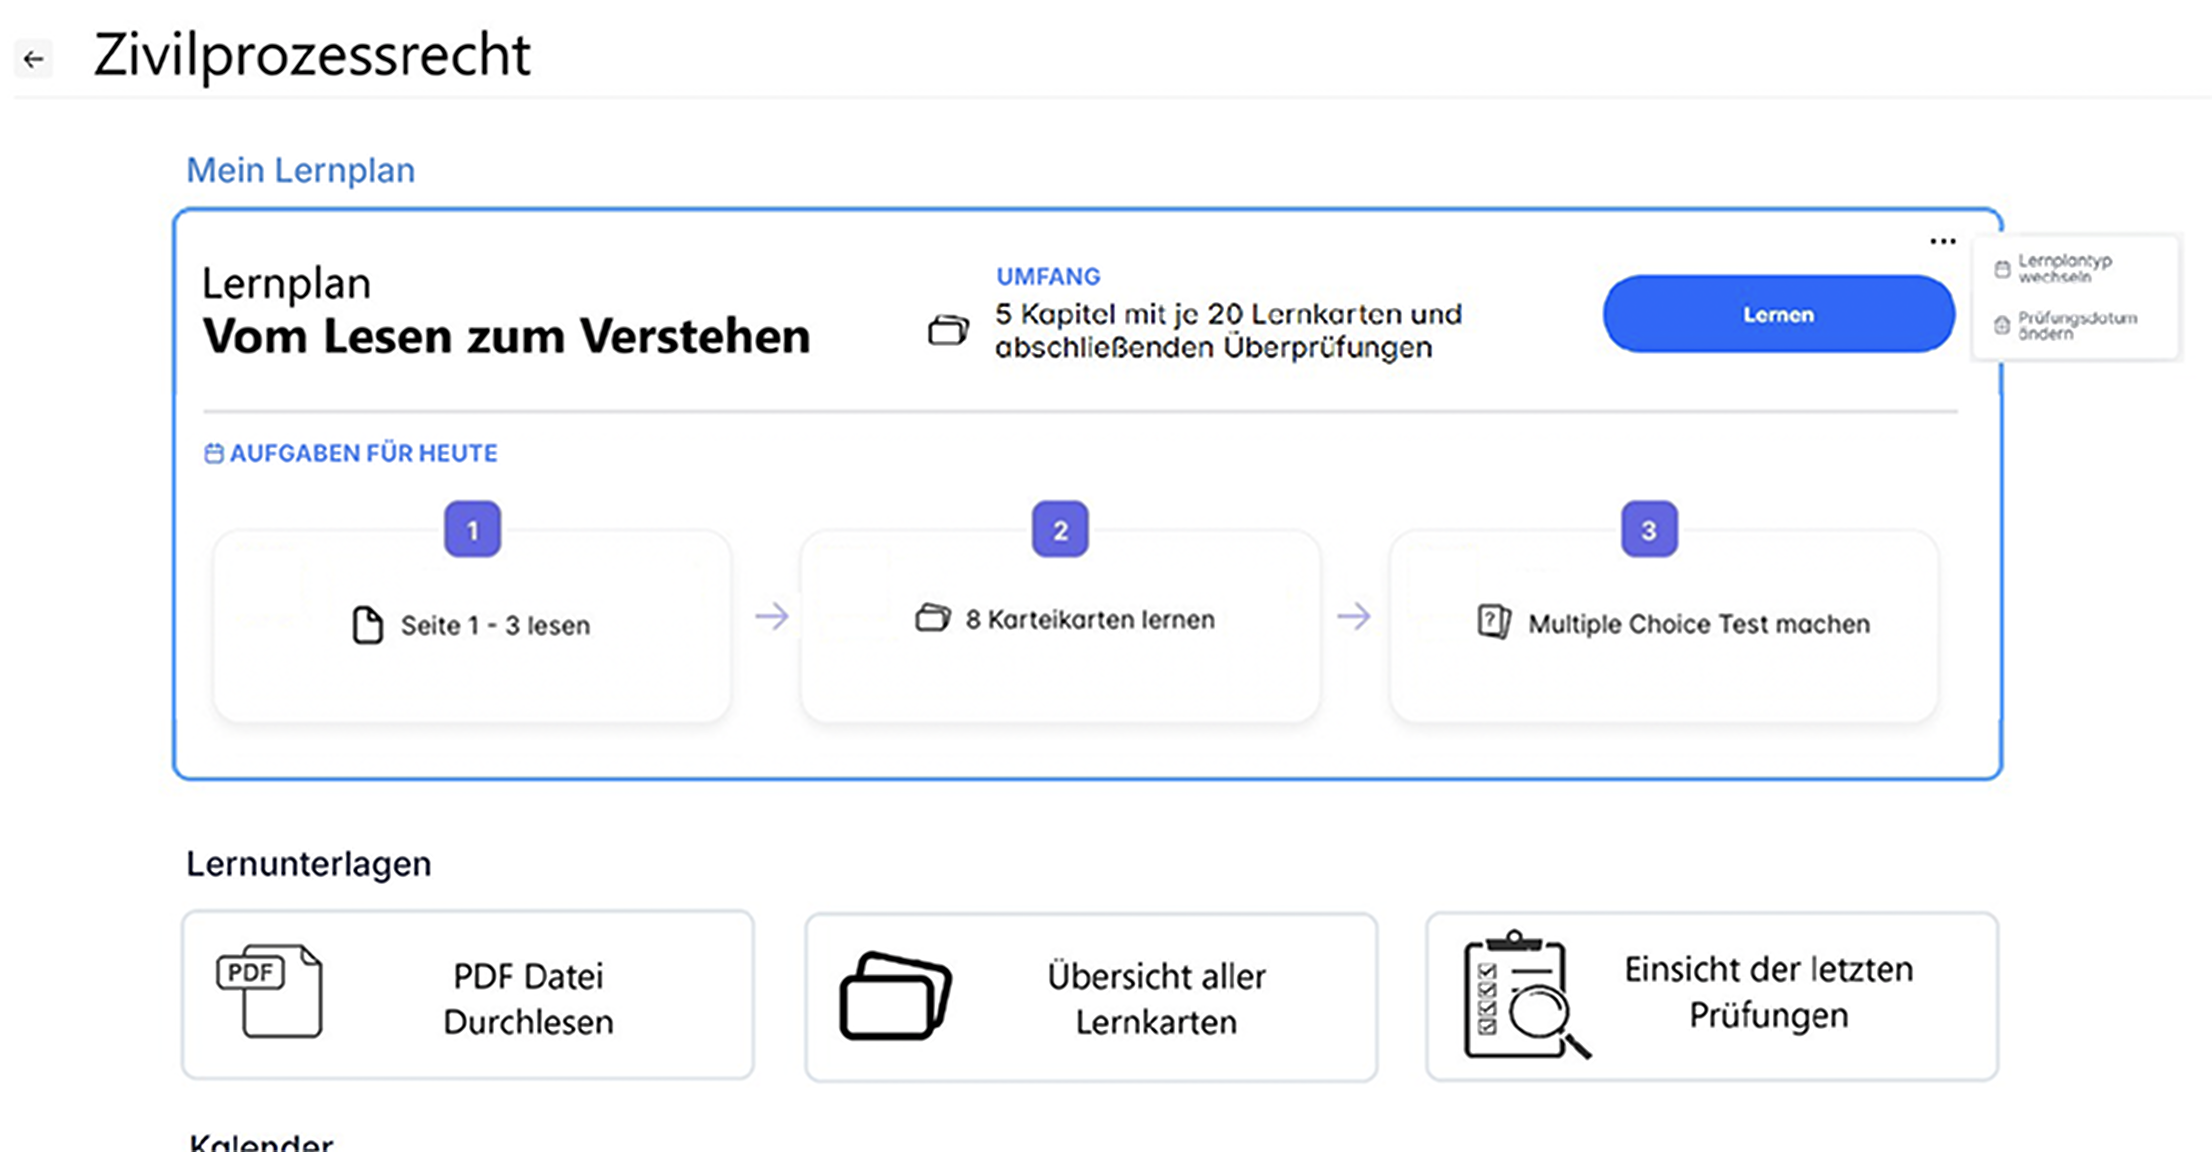 Zivilprozessrecht
Mein Lernplan
Lernplan
Vom Lesen zum Verstehen
UMFANG
5 Kapitel mit je 20 Lernkarten und
abschließenden Überprüfungen
Lernen
Lernplantyp
wechseln
Prüfungsdatum
ändern
AUFGABEN FÜR HEUTE
1
Seite 1 - 3 lesen
2
8 Karteikarten lernen
3
?
Multiple Choice Test machen
Lernunterlagen
PDF
PDF Datei
Durchlesen
Übersicht aller
Lernkarten
Einsicht der letzten
Prüfungen
Kalender